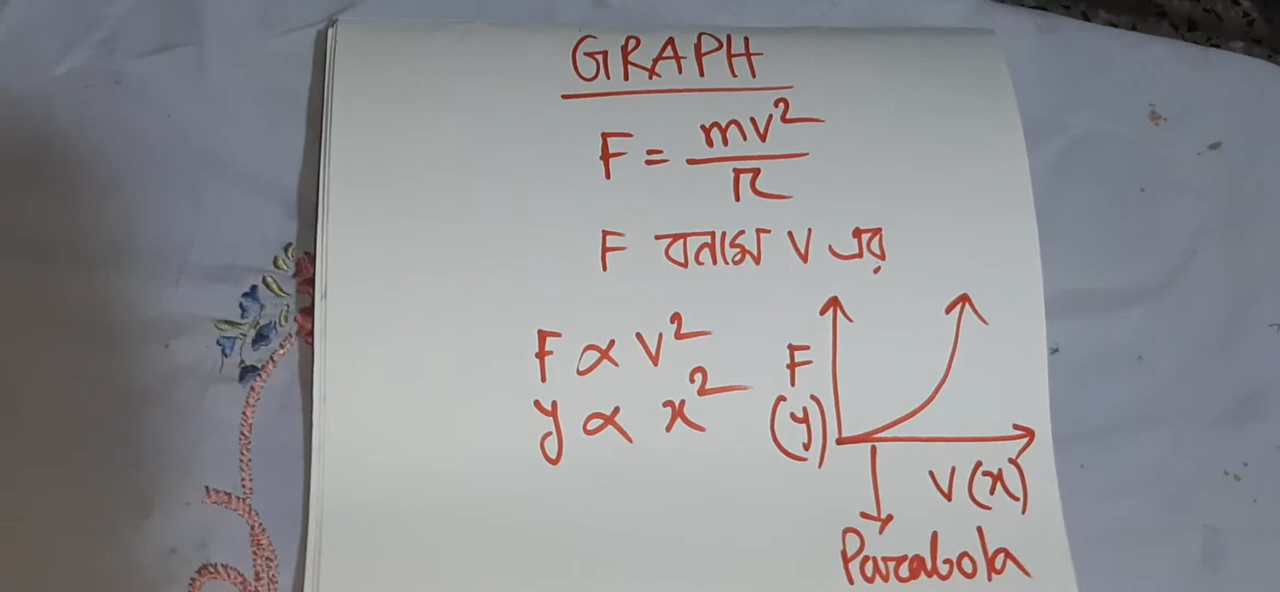 GRAPH
F = mv²/r
F বনাম v এর
F ∝ v²
y ∝ x²
F
(y)
v(x)
Parabola